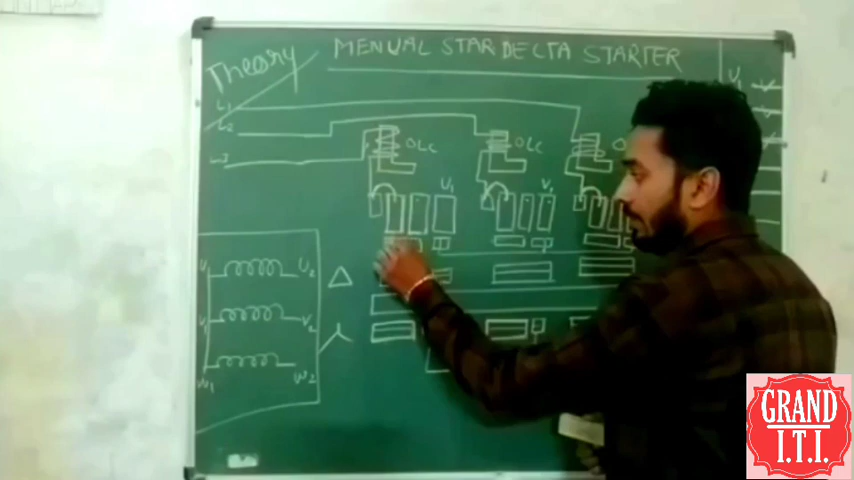 Theory
MENUAL STAR DELTA STARTER
U1
L1
L2
L3
OLC
OLC
O
U1
V1
U U2
V1 V2
W1 W2
GRAND
I.T.I.